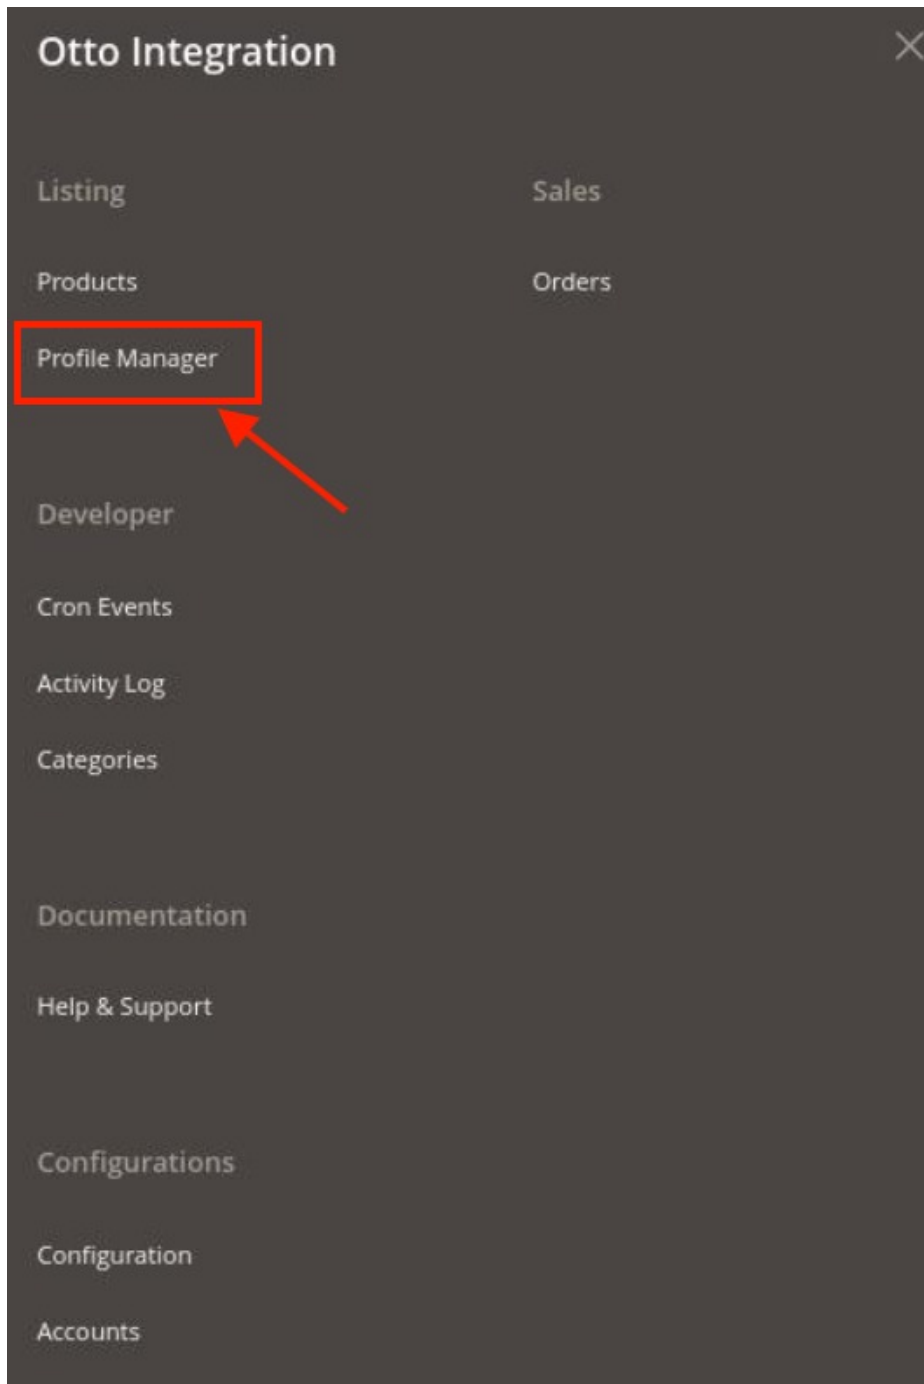 Otto Integration
Listing
Products
Profile Manager
Sales
Orders
Developer
Cron Events
Activity Log
Categories
Documentation
Help & Support
Configurations
Configuration
Accounts